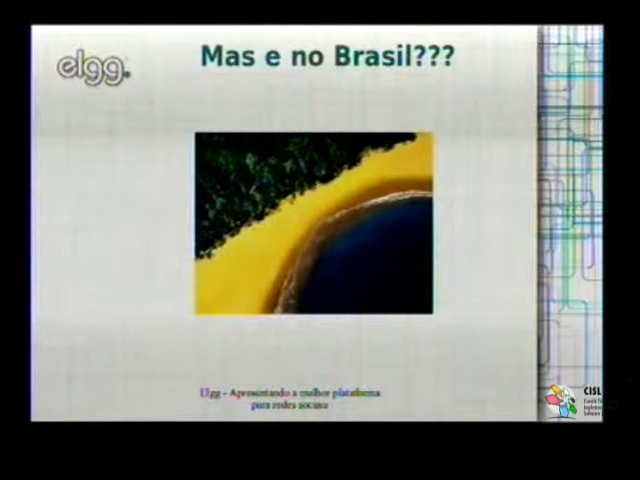 elgg.
Mas e no Brasil???
Elgg - Apresentando a melhor plataforma
para redes sociais
CISL